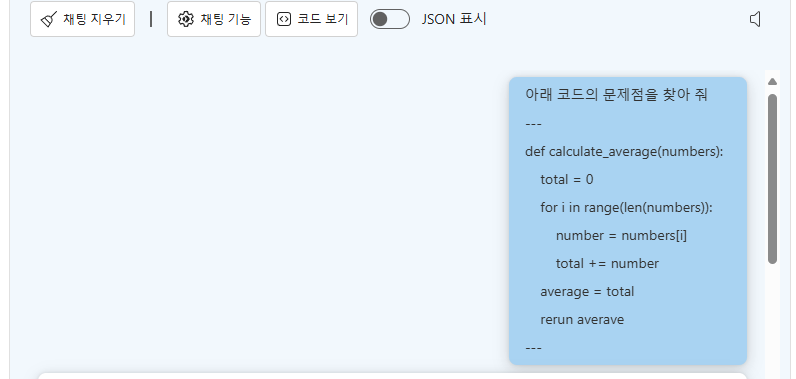 채팅 지우기 | 채팅 기능 코드 보기 JSON 표시
아래 코드의 문제점을 찾아 줘
---
def calculate_average(numbers):
    total = 0
    for i in range(len(numbers)):
        number = numbers[i]
        total += number
    average = total
    rerun averave
---